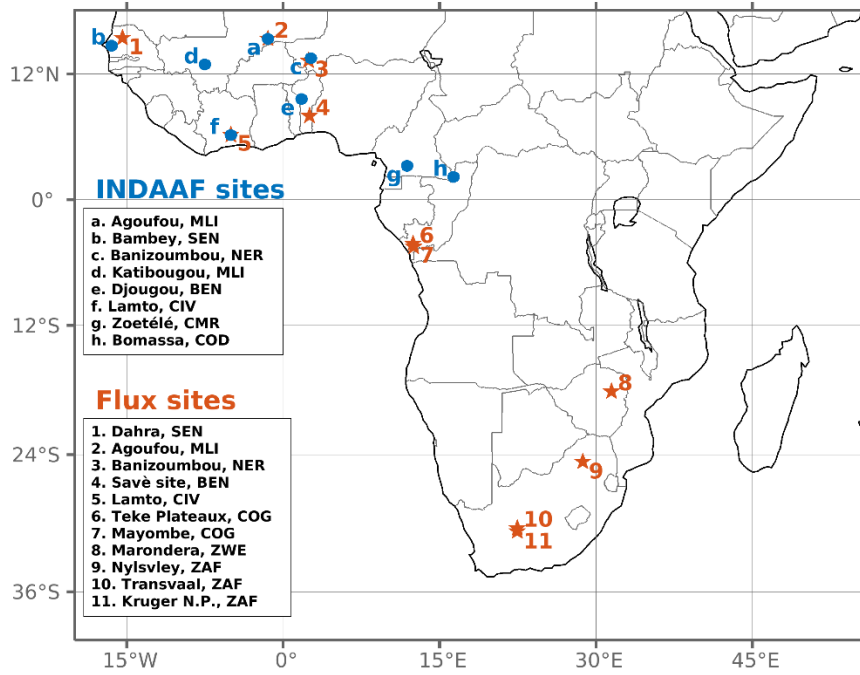 b
1
d
a
2
c
3
e
4
f
5
g
h
12°N
0°
12°S
24°S
36°S
INDAAF sites
a. Agoufou, MLI
b. Bambey, SEN
c. Banizoumbou, NER
d. Katibougou, MLI
e. Djougou, BEN
f. Lamto, CIV
g. Zoetélé, CMR
h. Bomassa, COD
6
7
8
9
10
11
Flux sites
1. Dahra, SEN
2. Agoufou, MLI
3. Banizoumbou, NER
4. Savè site, BEN
5. Lamto, CIV
6. Teke Plateaux, COG
7. Mayombe, COG
8. Marondera, ZWE
9. Nylsvley, ZAF
10. Transvaal, ZAF
11. Kruger N.P., ZAF
15°W 0° 15°E 30°E 45°E